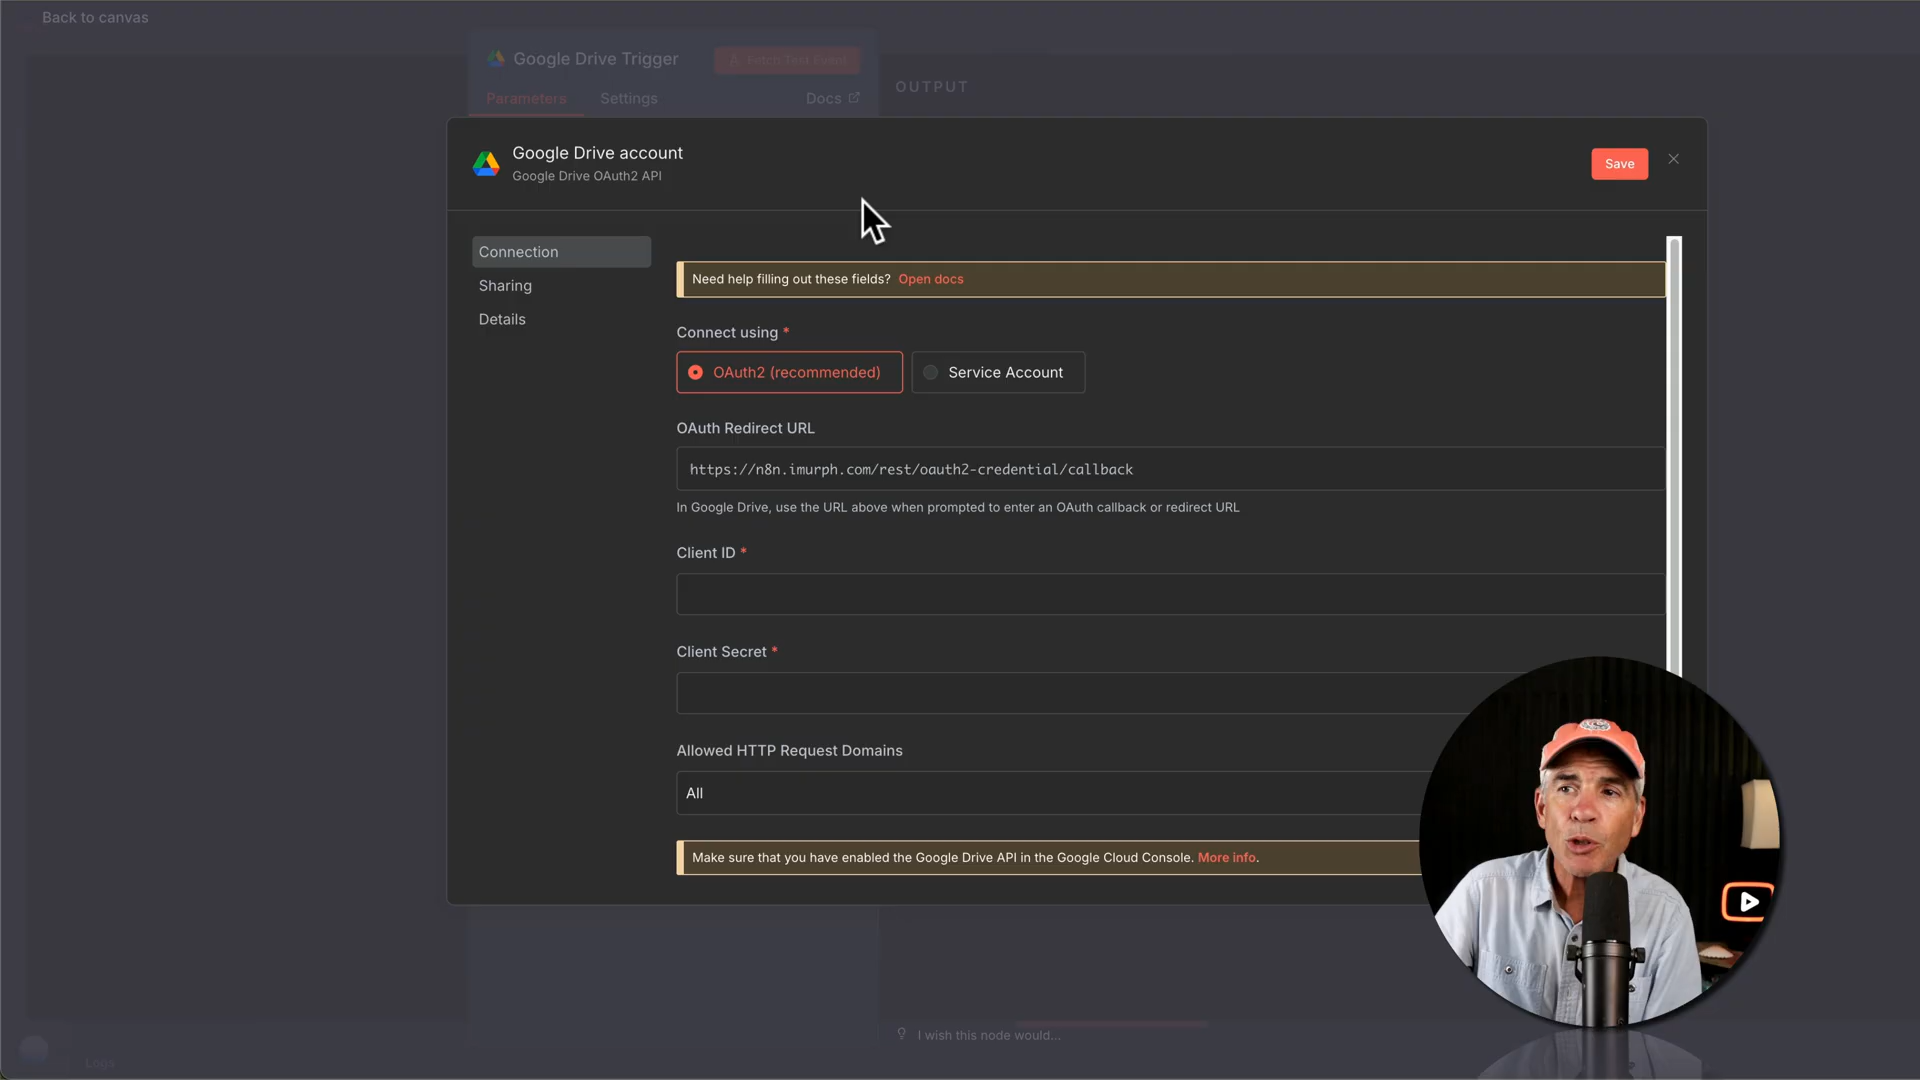 Back to canvas
Google Drive Trigger
Fetch Test Event
Parameters
Settings
Docs
OUTPUT
Google Drive account
Google Drive OAuth2 API
Save
Connection
Sharing
Details
Need help filling out these fields? Open docs
Connect using *
OAuth2 (recommended)
Service Account
OAuth Redirect URL
https://n8n.imurph.com/rest/oauth2-credential/callback
In Google Drive, use the URL above when prompted to enter an OAuth callback or redirect URL
Client ID *
Client Secret *
Allowed HTTP Request Domains
All
Make sure that you have enabled the Google Drive API in the Google Cloud Console. More info.
I wish this node would...
Logs